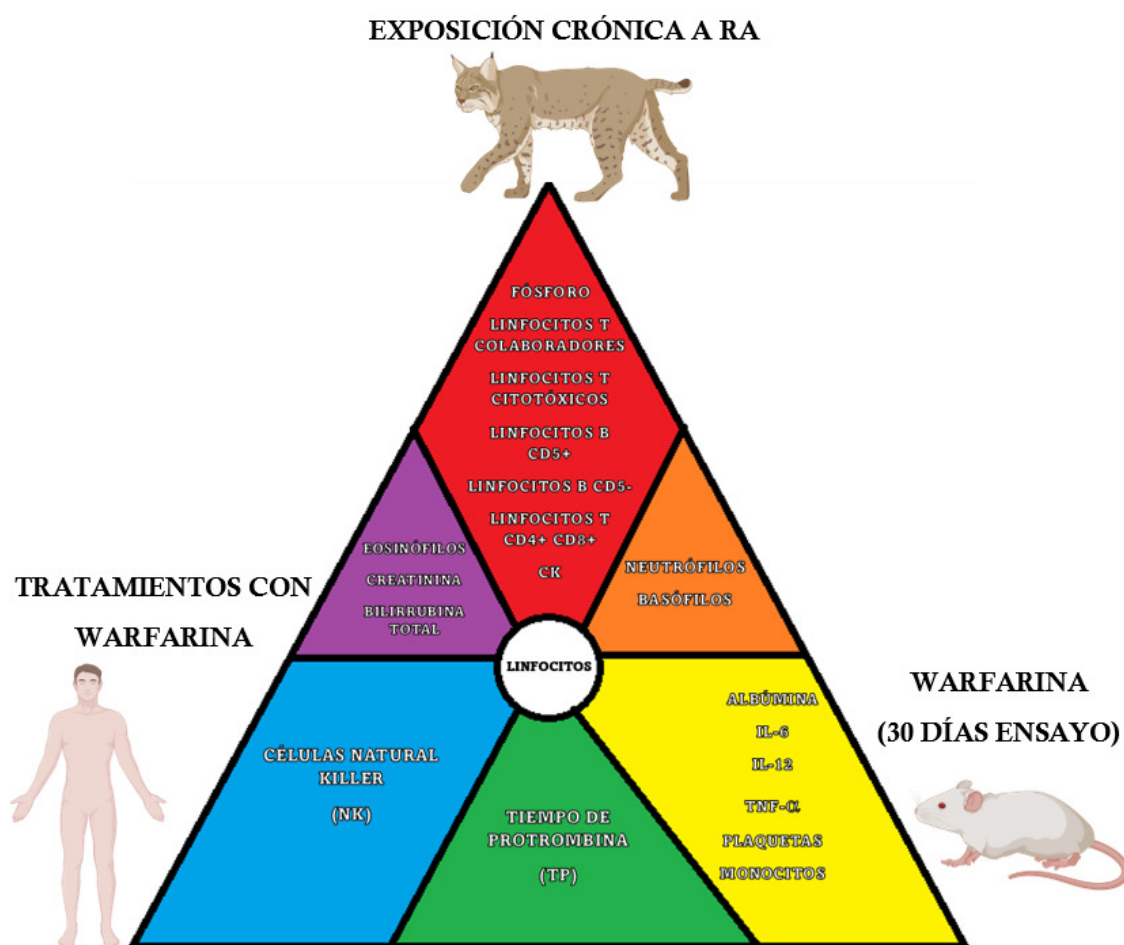 EXPOSICIÓN CRÓNICA A RA
FÓSFORO
LINFOCITOS T
COLABORADORES
LINFOCITOS T
CITOTÓXICOS
LINFOCITOS B
CD5+
LINFOCITOS B CD5-
LINFOCITOS T
CD4+ CD8+
CK
EOSINÓFILOS
CREATININA
BILIRRUBINA
TOTAL
NEUTRÓFILOS
BASÓFILOS
TRATAMIENTOS CON
WARFARINA
LINFOCITOS
WARFARINA
(30 DÍAS ENSAYO)
CÉLULAS NATURAL
KILLER
(NK)
TIEMPO DE
PROTROMBINA
(TP)
ALBÚMINA
IL-6
IL-12
TNF-α
PLAQUETAS
MONOCITOS